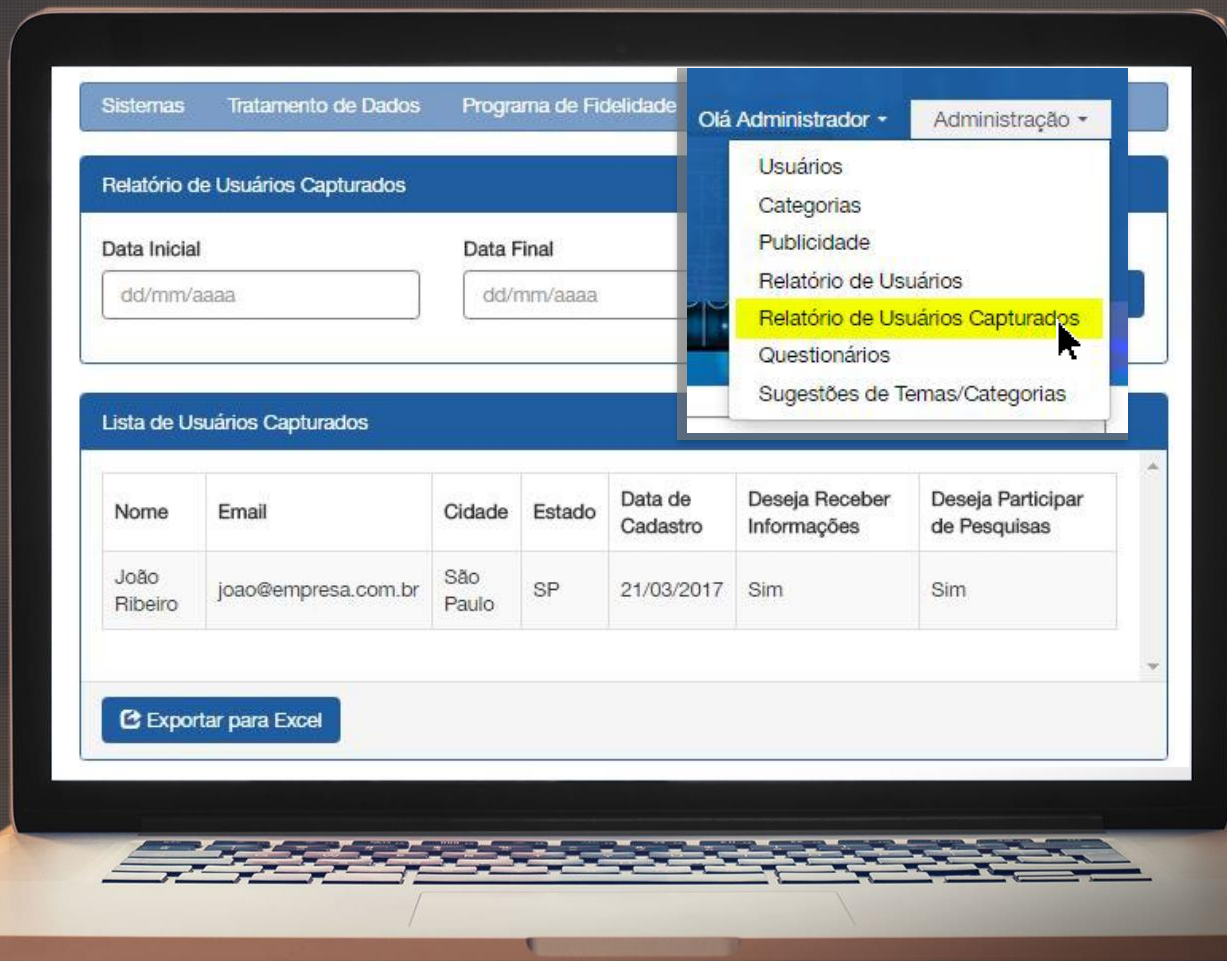 Sistemas Tratamento de Dados Programa de Fidelidade
Olá Administrador Administração
Usuários
Categorias
Publicidade
Relatório de Usuários
Relatório de Usuários Capturados
Questionários
Sugestões de Temas/Categorias
Relatório de Usuários Capturados
Data Inicial Data Final
dd/mm/aaaa dd/mm/aaaa
Lista de Usuários Capturados
Nome Email Cidade Estado Data de Cadastro Deseja Receber Informações Deseja Participar de Pesquisas
João Ribeiro joao@empresa.com.br São Paulo SP 21/03/2017 Sim Sim
Exportar para Excel